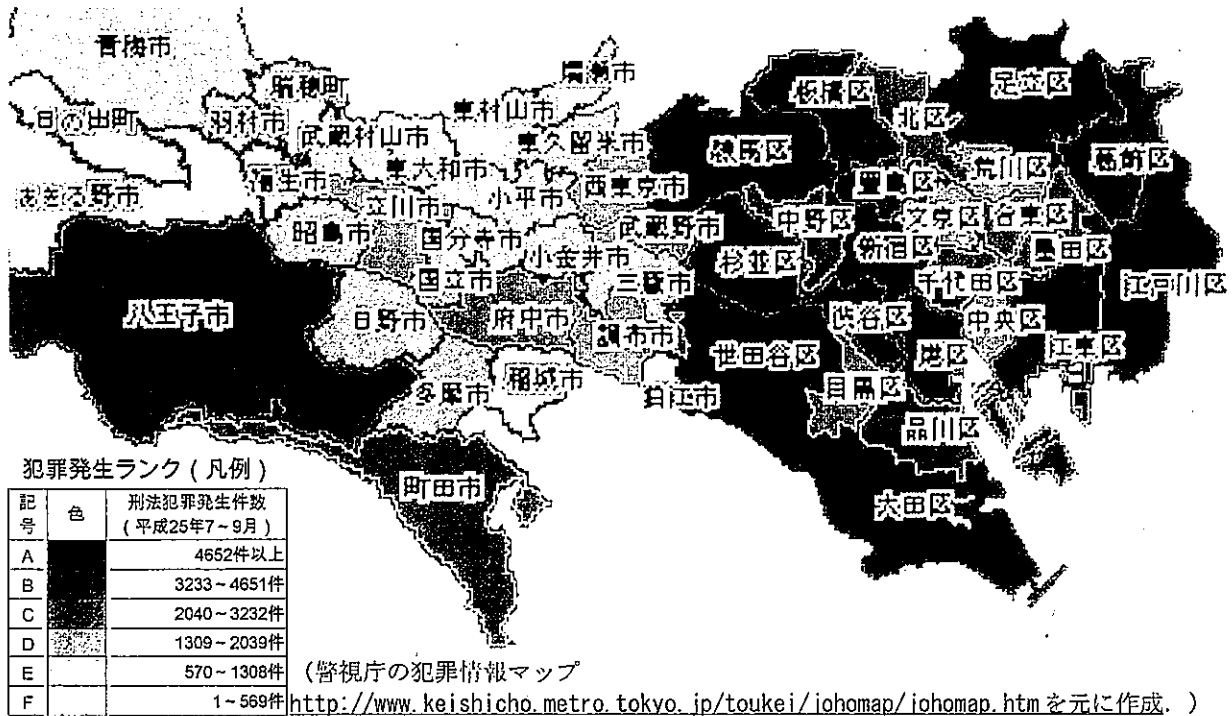 青梅市
瑞穂町
清瀬市
板橋区
足立区
日の出町
羽村市
武蔵村山市
東村山市
東久留米市
練馬区
北区
荒川区
葛飾区
あきる野市
福生市
東大和市
小平市
西東京市
豊島区
立川市
中野区
文京区
台東区
昭島市
国分寺市
小金井市
武蔵野市
杉並区
新宿区
墨田区
国立市
三鷹市
千代田区
江戸川区
八王子市
日野市
府中市
調布市
渋谷区
中央区
世田谷区
港区
江東区
多摩市
稲城市
狛江市
目黒区
品川区
町田市
大田区
犯罪発生ランク(凡例)
記号 色 刑法犯罪発生件数
(平成25年7~9月)
A 4652件以上
B 3233~4651件
C 2040~3232件
D 1309~2039件
E 570~1308件
F 1~569件
(警視庁の犯罪情報マップ
http://www.keishicho.metro.tokyo.jp/toukei/johomap/johomap.htm を元に作成.)